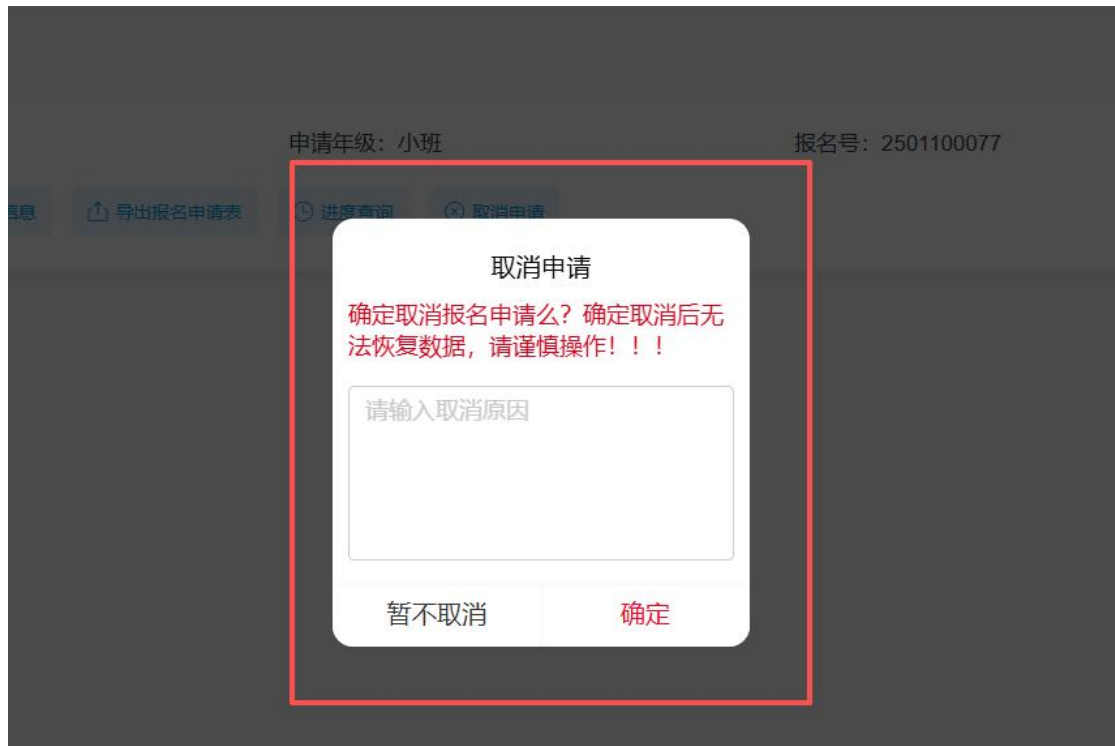 申请年级：小班
报名号：2501100077
信息
导出报名申请表
进度查询
取消申请
取消申请
确定取消报名申请么？确定取消后无
法恢复数据，请谨慎操作！！！
请输入取消原因
暂不取消
确定